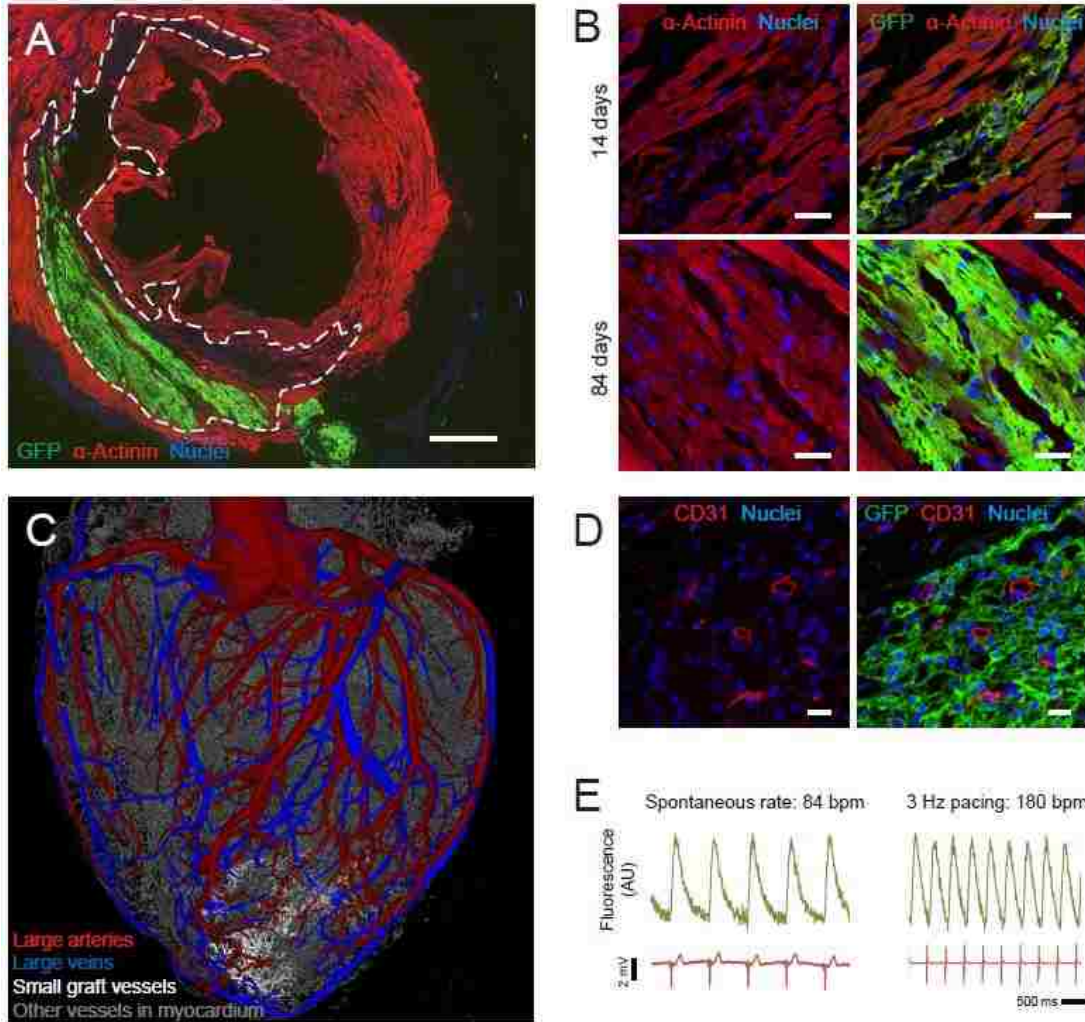 A
GFP α-Actinin Nuclei
B
α-Actinin Nuclei
GFP α-Actinin Nuclei
14 days
84 days
C
Large arteries
Large veins
Small graft vessels
Other vessels in myocardium
D
CD31 Nuclei
GFP CD31 Nuclei
E
Spontaneous rate: 84 bpm
3 Hz pacing: 180 bpm
Fluorescence
(AU)
2 mV
500 ms